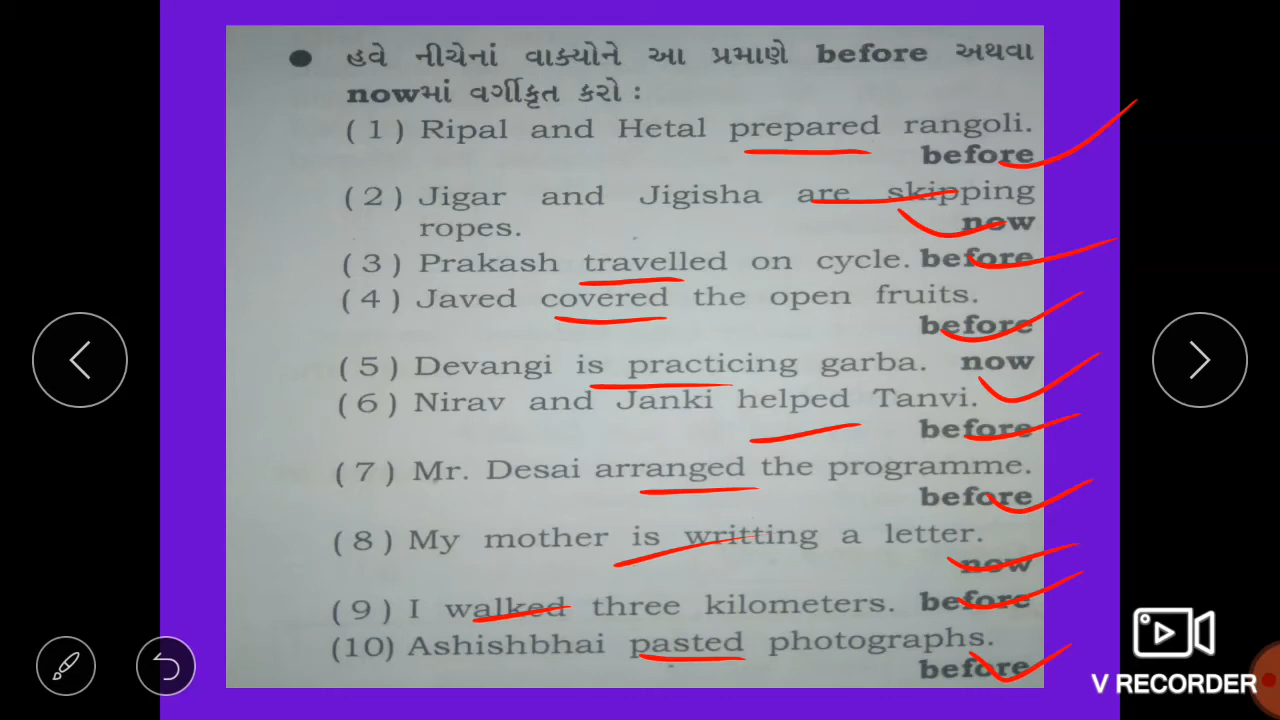 ● હવે નીચેનાં વાક્યોને આ પ્રમાણે before અથવા
nowમાં વર્ગીકૃત કરો :
(1) Ripal and Hetal prepared rangoli.
before
(2) Jigar and Jigisha are skipping
ropes. now
(3) Prakash travelled on cycle. before
(4) Javed covered the open fruits.
before
(5) Devangi is practicing garba. now
(6) Nirav and Janki helped Tanvi.
before
(7) Mr. Desai arranged the programme.
before
(8) My mother is writting a letter.
now
(9) I walked three kilometers. before
(10) Ashishbhai pasted photographs.
before
V RECORDER